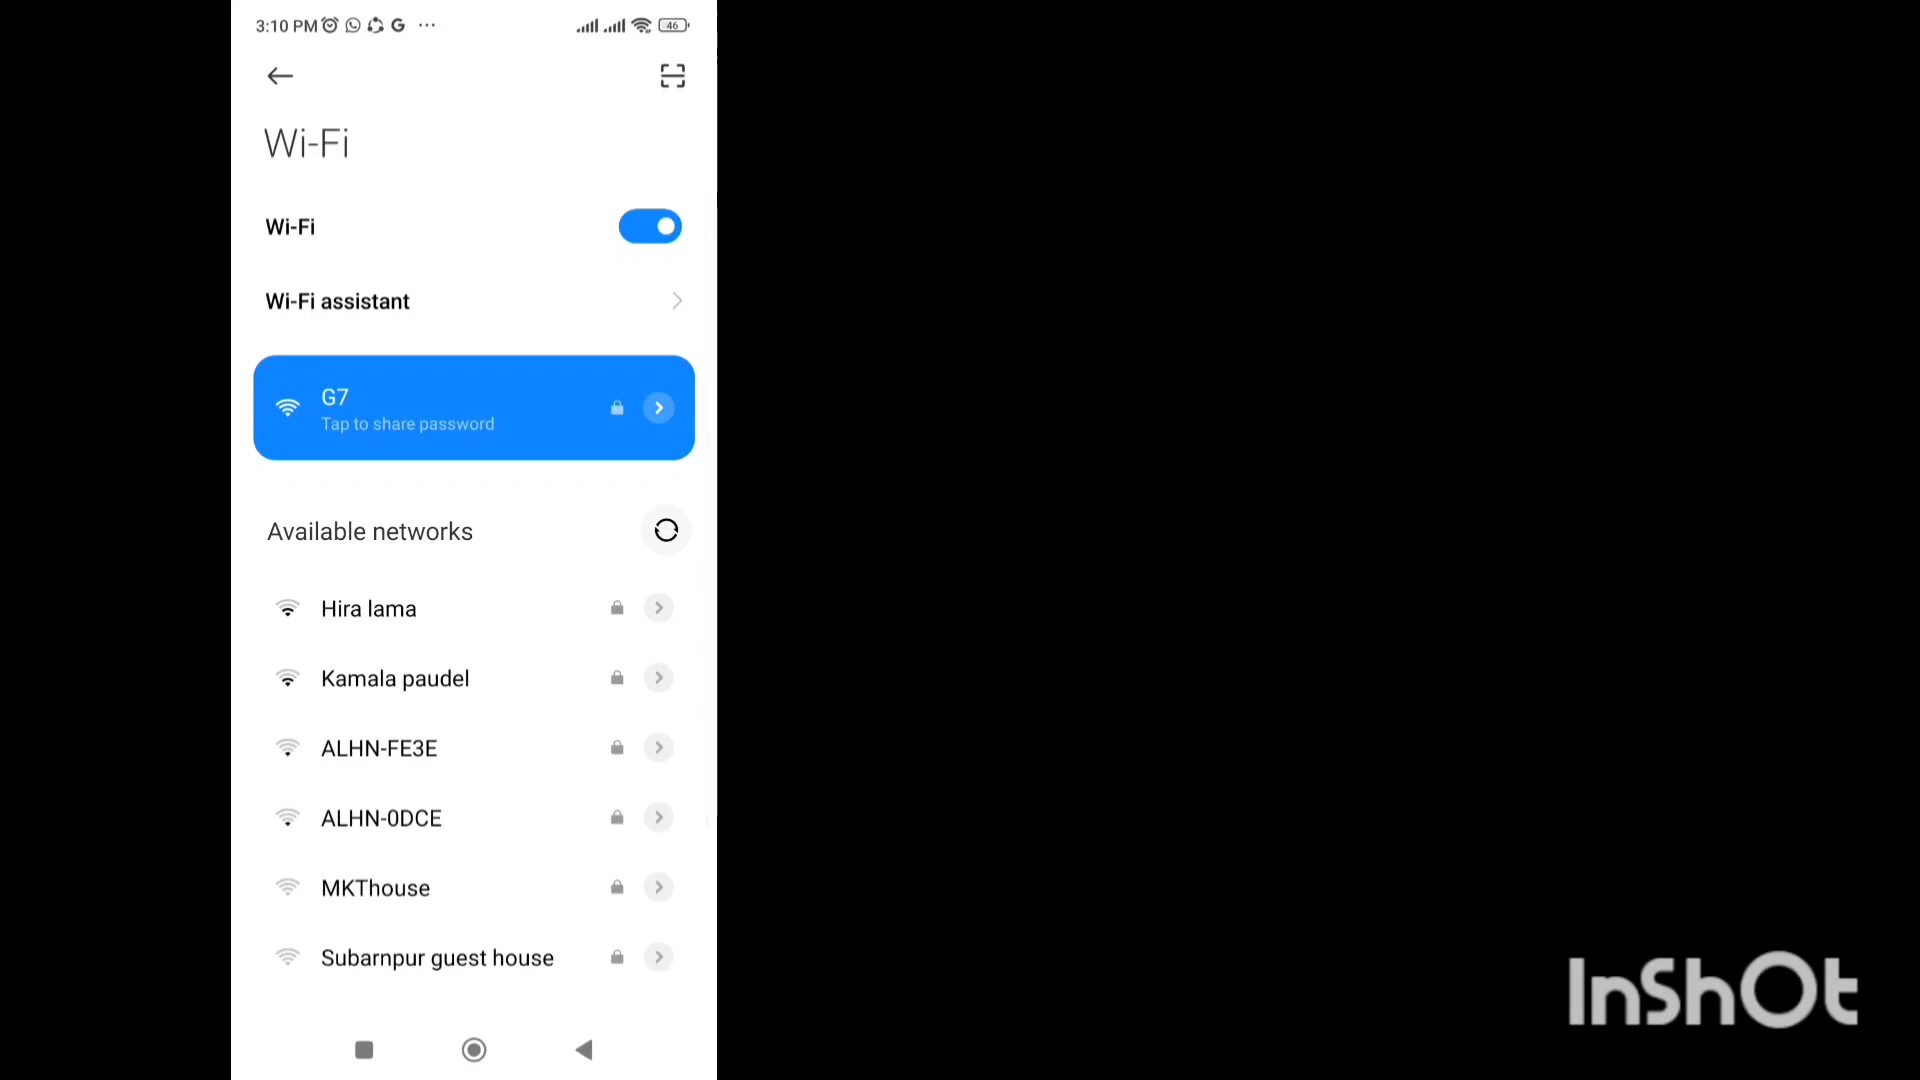 3:10 PM G ... 46
Wi-Fi
Wi-Fi
Wi-Fi assistant
G7
Tap to share password
Available networks
Hira lama
Kamala paudel
ALHN-FE3E
ALHN-0DCE
MKThouse
Subarnpur guest house
InShOt